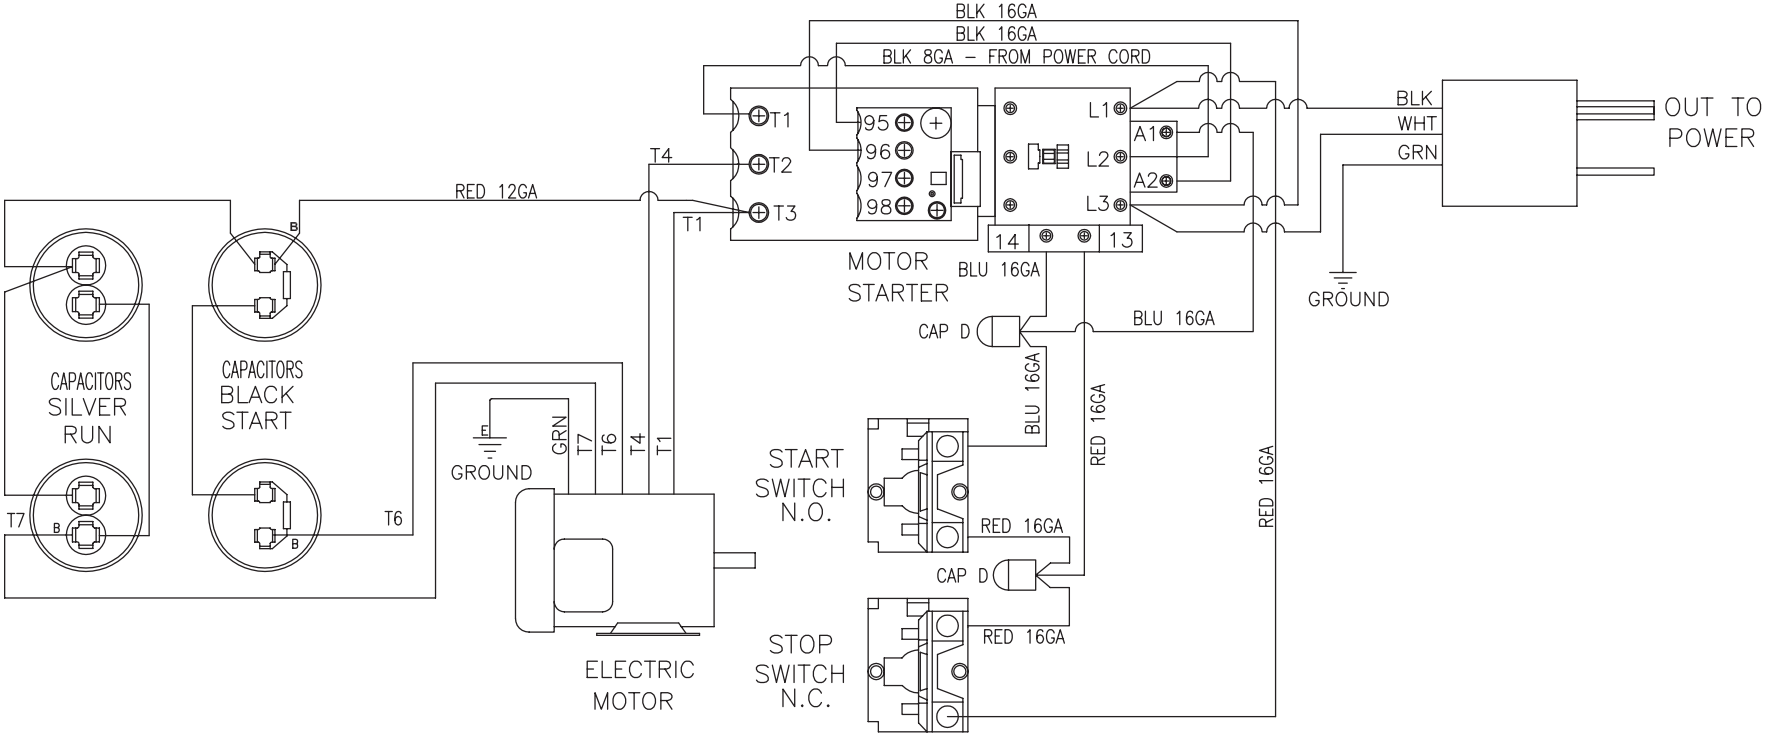 BLK 16GA
BLK 16GA
BLK 8GA - FROM POWER CORD
BLK
OUT TO
POWER
WHT
GRN
GROUND
T1
T2
T3
95
96
97
98
L1
L2
L3
A1
A2
14
13
T4
T1
RED 12GA
MOTOR
STARTER
BLU 16GA
CAP D
BLU 16GA
BLU 16GA
RED 16GA
RED 16GA
B
CAPACITORS
SILVER
RUN
CAPACITORS
BLACK
START
T7
B
B
T6
E
GROUND
GRN
T7
T6
T4
T1
ELECTRIC
MOTOR
START
SWITCH
N.O.
RED 16GA
CAP D
RED 16GA
STOP
SWITCH
N.C.